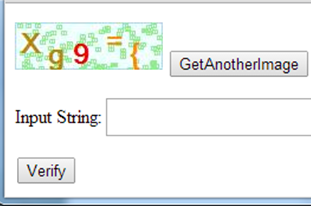 Xg9={ GetAnotherImage
Input String:
Verify